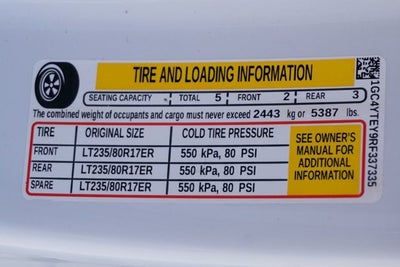 TIRE AND LOADING INFORMATION
SEATING CAPACITY TOTAL 5 FRONT 2 REAR 3
The combined weight of occupants and cargo must never exceed 2443 kg or 5387 lbs.
TIRE ORIGINAL SIZE COLD TIRE PRESSURE
FRONT LT235/80R17ER 550 kPa, 80 PSI
REAR LT235/80R17ER 550 kPa, 80 PSI
SPARE LT235/80R17ER 550 kPa, 80 PSI
SEE OWNER'S
MANUAL FOR
ADDITIONAL
INFORMATION
1GC4YTEY9RF337335